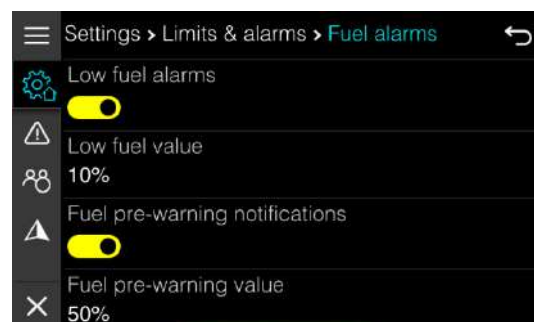 Settings > Limits & alarms > Fuel alarms
Low fuel alarms
Low fuel value
10%
Fuel pre-warning notifications
Fuel pre-warning value
50%